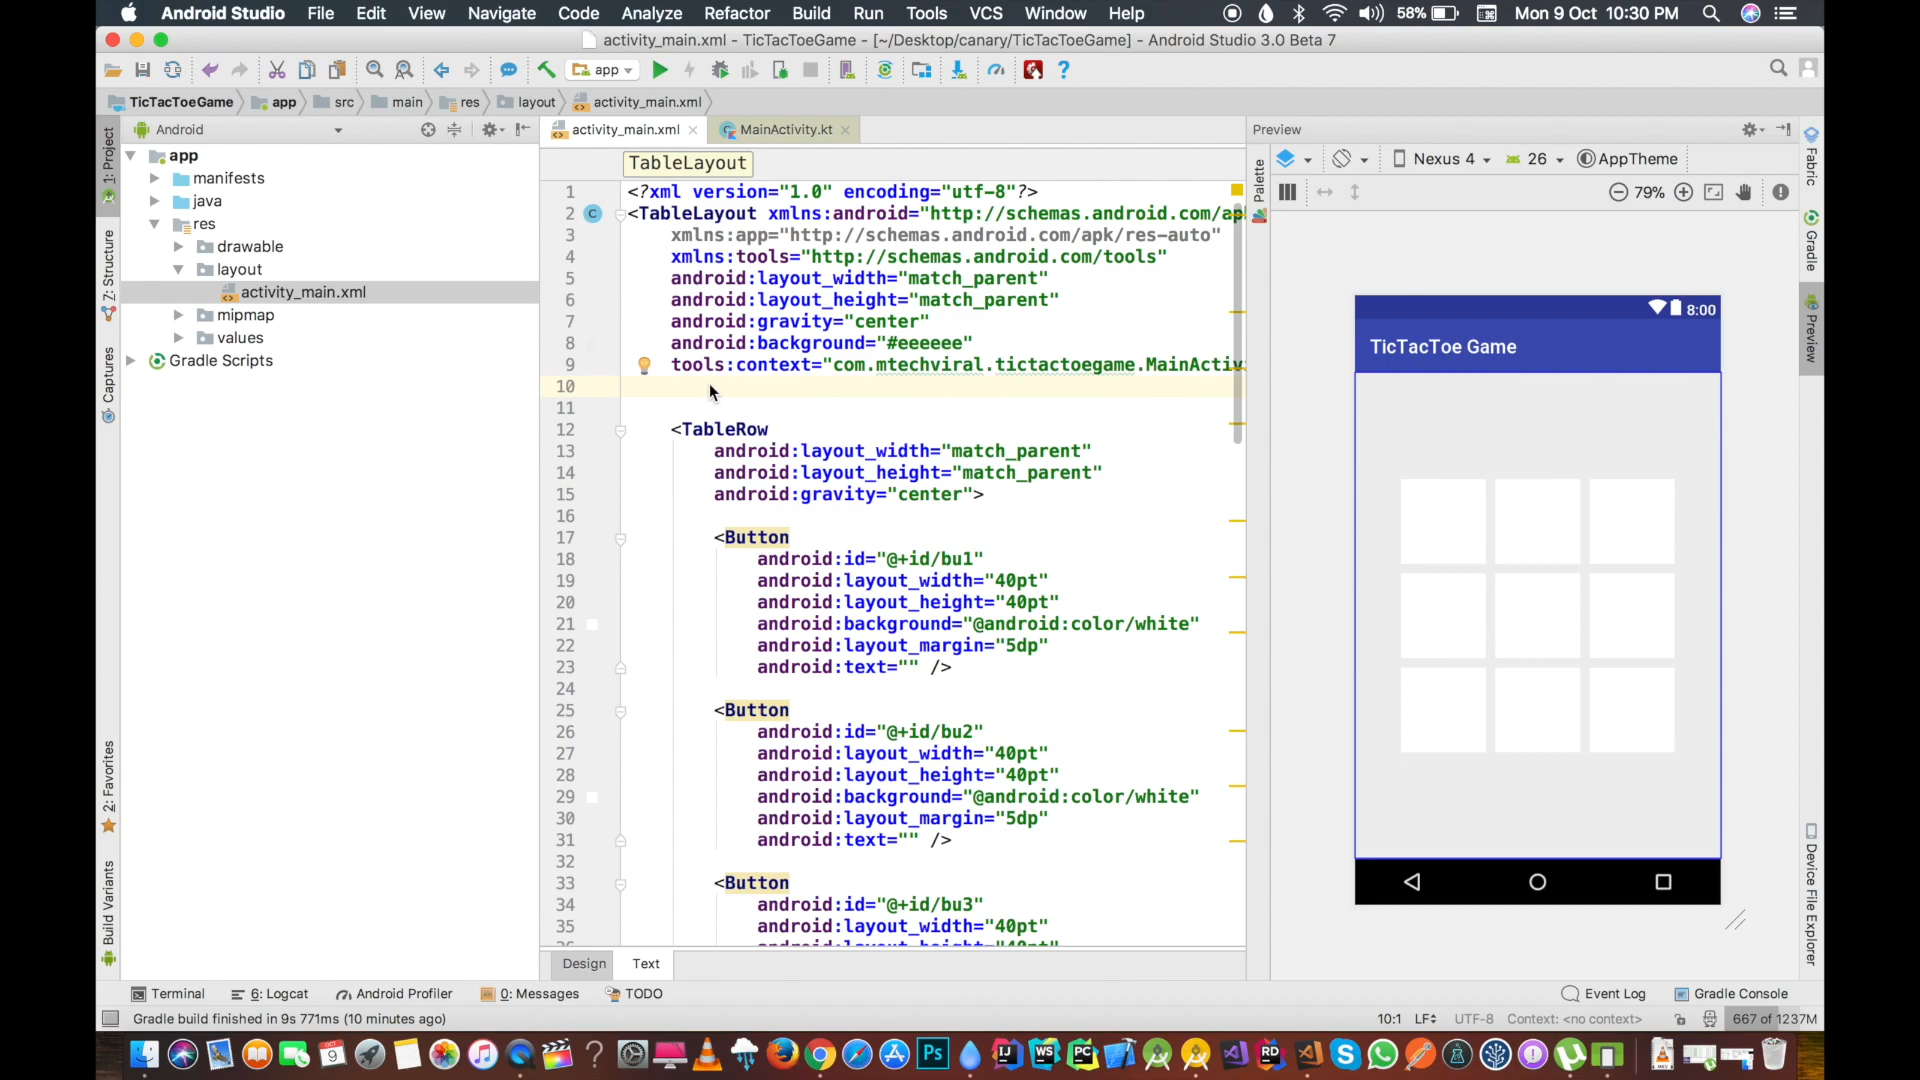 Android Studio File Edit View Navigate Code Analyze Refactor Build Run Tools VCS Window Help 58% Mon 9 Oct 10:30 PM
activity_main.xml - TicTacToeGame - [~/Desktop/canary/TicTacToeGame] - Android Studio 3.0 Beta 7
app
TicTacToeGame app src main res layout activity_main.xml
Android
activity_main.xml MainActivity.kt
Preview
1: Project
Z: Structure
Captures
2: Favorites
Build Variants
app
manifests
java
res
drawable
layout
activity_main.xml
mipmap
values
Gradle Scripts
TableLayout
1 <?xml version="1.0" encoding="utf-8"?>
2 <TableLayout xmlns:android="http://schemas.android.com/ap
3 xmlns:app="http://schemas.android.com/apk/res-auto"
4 xmlns:tools="http://schemas.android.com/tools"
5 android:layout_width="match_parent"
6 android:layout_height="match_parent"
7 android:gravity="center"
8 android:background="#eeeeee"
9 tools:context="com.mtechviral.tictactoegame.MainActiv
10
11
12 <TableRow
13 android:layout_width="match_parent"
14 android:layout_height="match_parent"
15 android:gravity="center">
16
17 <Button
18 android:id="@+id/bu1"
19 android:layout_width="40pt"
20 android:layout_height="40pt"
21 android:background="@android:color/white"
22 android:layout_margin="5dp"
23 android:text="" />
24
25 <Button
26 android:id="@+id/bu2"
27 android:layout_width="40pt"
28 android:layout_height="40pt"
29 android:background="@android:color/white"
30 android:layout_margin="5dp"
31 android:text="" />
32
33 <Button
34 android:id="@+id/bu3"
35 android:layout_width="40pt"
Design Text
Palette
Nexus 4 26 AppTheme
79%
8:00
TicTacToe Game
Fabric
Gradle
Preview
Device File Explorer
Terminal 6: Logcat Android Profiler 0: Messages TODO Event Log Gradle Console
Gradle build finished in 9s 771ms (10 minutes ago) 10:1 LF UTF-8 Context: <no context> 667 of 1237M
9 Ps IJ WS PC RD